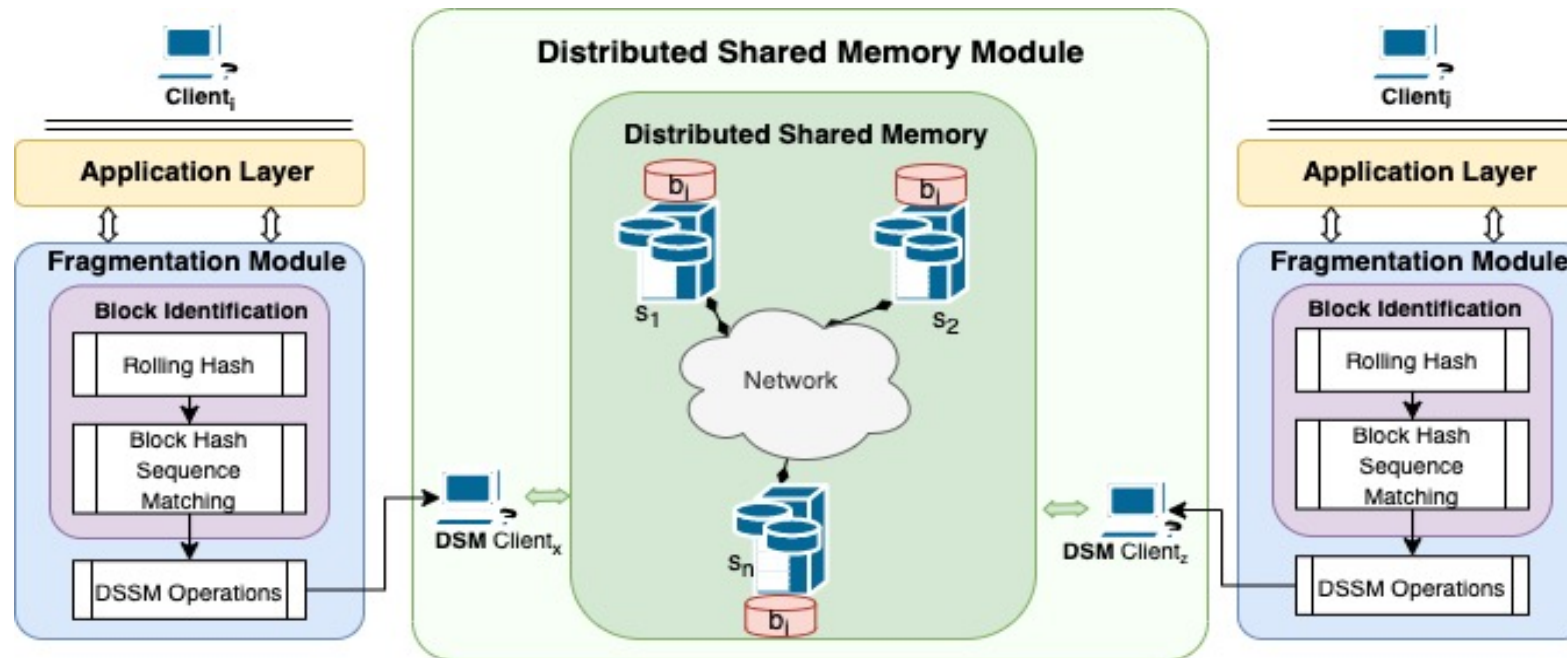 Client_i
Application Layer
Fragmentation Module
Block Identification
Rolling Hash
Block Hash
Sequence
Matching
DSSM Operations
Distributed Shared Memory Module
Distributed Shared Memory
b_i
b_i
s_1
s_2
Network
s_n
b_i
DSM Client_x
DSM Client_z
Client_j
Application Layer
Fragmentation Module
Block Identification
Rolling Hash
Block Hash
Sequence
Matching
DSSM Operations